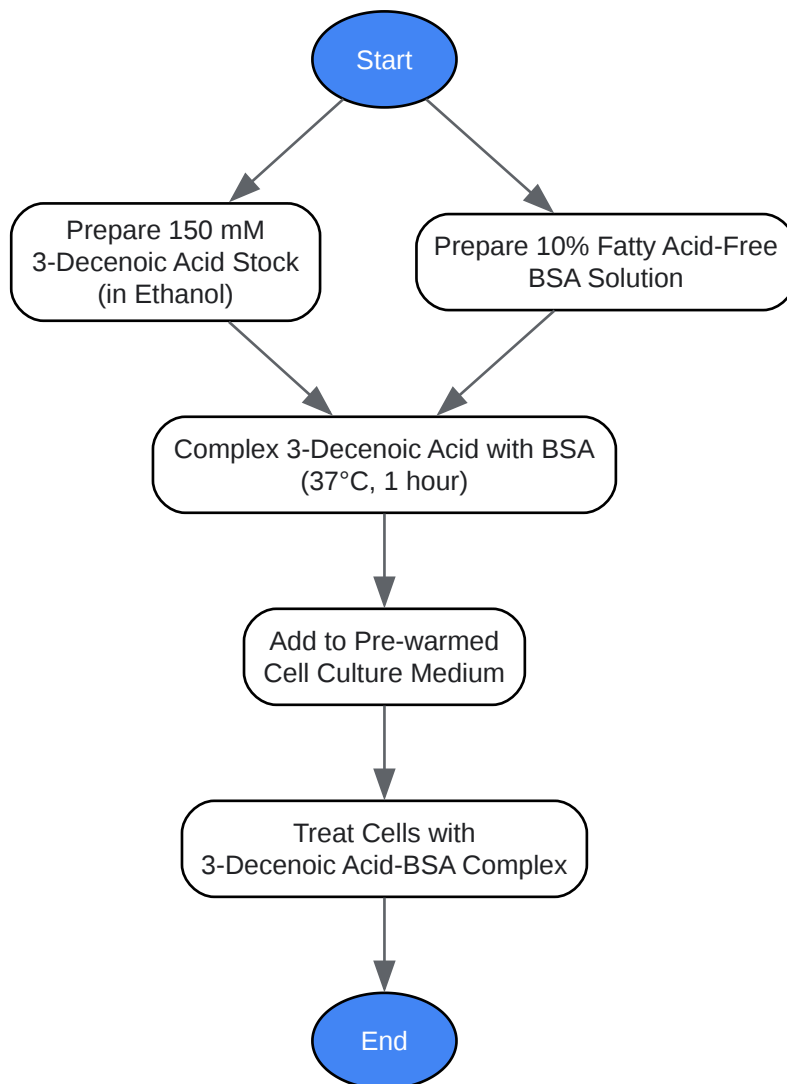 Start
Prepare 150 mM
3-Decenoic Acid Stock
(in Ethanol)
Prepare 10% Fatty Acid-Free
BSA Solution
Complex 3-Decenoic Acid with BSA
(37°C, 1 hour)
Add to Pre-warmed
Cell Culture Medium
Treat Cells with
3-Decenoic Acid-BSA Complex
End